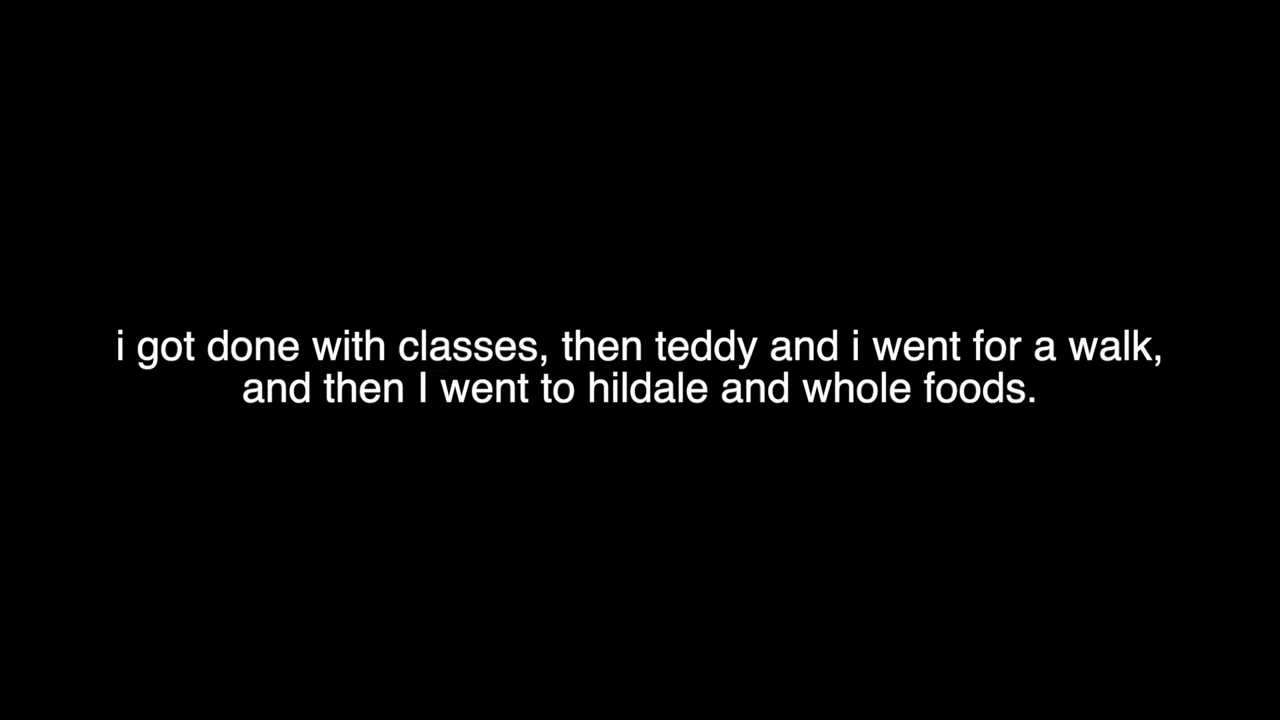 i got done with classes, then teddy and i went for a walk,
and then I went to hildale and whole foods.